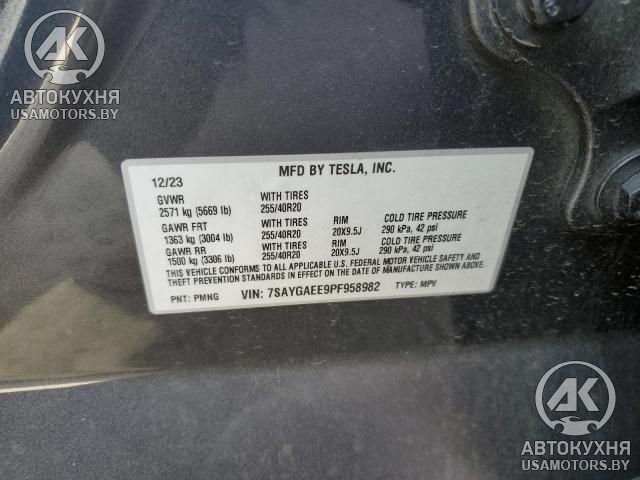 AK
АВТОКУХНЯ
USAMOTORS.BY
MFD BY TESLA, INC.
12/23
GVWR WITH TIRES
2571 kg (5669 lb) 255/40R20
GAWR FRT WITH TIRES RIM COLD TIRE PRESSURE
1363 kg (3004 lb) 255/40R20 20X9.5J 290 kPa, 42 psi
GAWR RR WITH TIRES RIM COLD TIRE PRESSURE
1500 kg (3306 lb) 255/40R20 20X9.5J 290 kPa, 42 psi
THIS VEHICLE CONFORMS TO ALL APPLICABLE U.S. FEDERAL MOTOR VEHICLE SAFETY AND THEFT
PREVENTION STANDARDS IN EFFECT ON THE DATE OF MANUFACTURE SHOWN ABOVE.
PNT: PMNG VIN: 7SAYGAEE9PF958982 TYPE: MPV
AK
АВТОКУХНЯ
USAMOTORS.BY